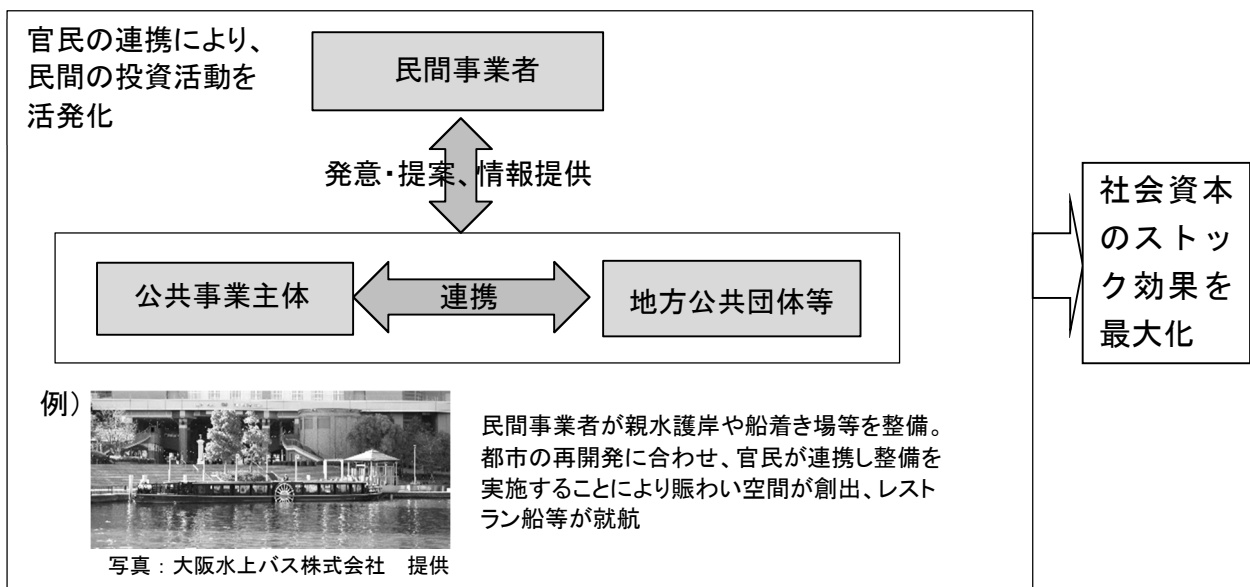 官民の連携により、
民間の投資活動を
活発化
民間事業者
発意・提案、情報提供
公共事業主体
連携
地方公共団体等
社会資本
のストッ
ク効果を
最大化
例）
民間事業者が親水護岸や船着き場等を整備。
都市の再開発に合わせ、官民が連携し整備を
実施することにより賑わい空間が創出、レスト
ラン船等が就航
写真：大阪水上バス株式会社　提供